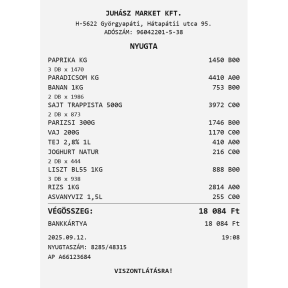 JUHÁSZ MARKET KFT.
H-5622 Györgyapáti, Hátapátii utca 95.
ADÓSZÁM: 96042201-5-38
NYUGTA
PAPRIKA KG 1450 B00
3 DB x 1470
PARADICSOM KG 4410 A00
BANAN 1KG 753 B00
2 DB x 1986
SAJT TRAPPISTA 500G 3972 C00
2 DB x 873
PARIZSI 300G 1746 B00
VAJ 200G 1170 C00
TEJ 2,8% 1L 410 A00
JOGHURT NATUR 216 C00
2 DB x 444
LISZT BL55 1KG 888 B00
3 DB x 938
RIZS 1KG 2814 A00
ASVANYVIZ 1,5L 255 C00
VÉGÖSSZEG: 18 084 Ft
BANKKÁRTYA 18 084 Ft
2025.09.12. 19:08
NYUGTASZÁM: 8285/48315
AP A66123684
VISZONTLÁTÁSRA!